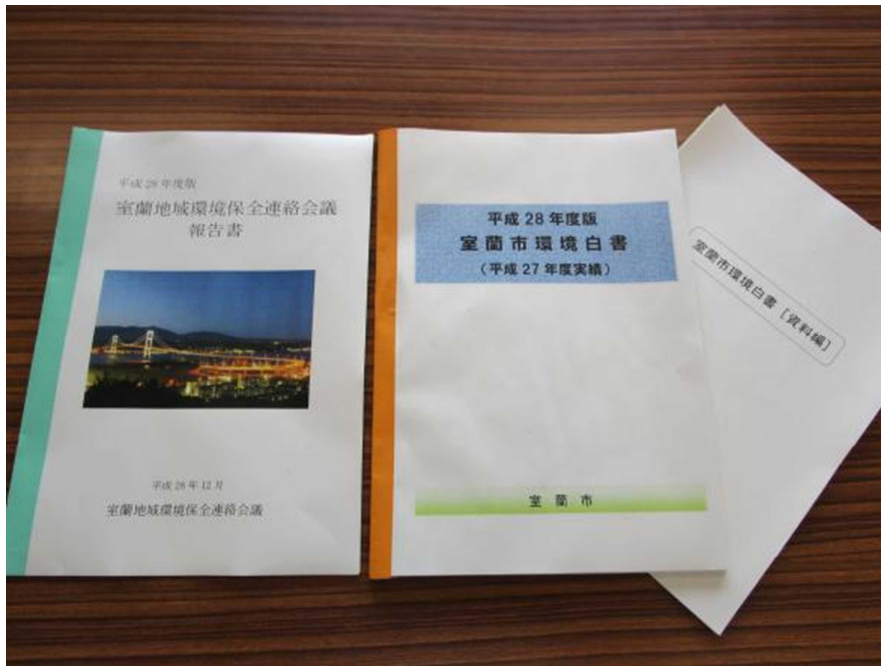 平成28年度版
室蘭地域環境保全連絡会議
報告書
平成28年12月
室蘭地域環境保全連絡会議
平成28年度版
室蘭市環境白書
(平成27年度実績)
室蘭市
室蘭市環境白書[資料編]